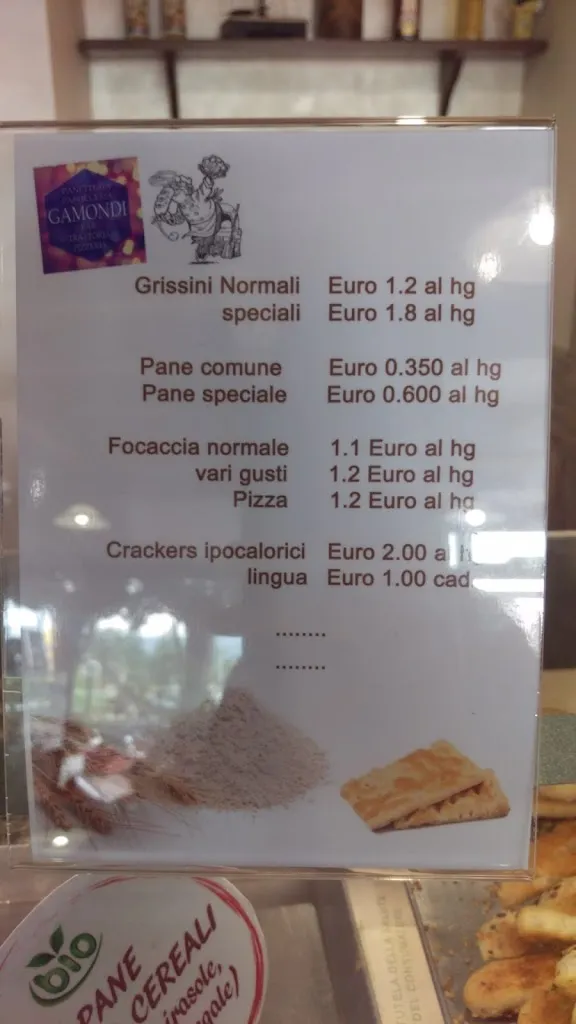 GAMONDI
Grissini Normali Euro 1.2 al hg
speciali Euro 1.8 al hg
Pane comune Euro 0.350 al hg
Pane speciale Euro 0.600 al hg
Focaccia normale 1.1 Euro al hg
vari gusti 1.2 Euro al hg
Pizza 1.2 Euro al hg
Crackers ipocalorici Euro 2.00 a
lingua Euro 1.00 cad.
........
........
bio
PANE
CEREALI
DEL CONSUMATORE